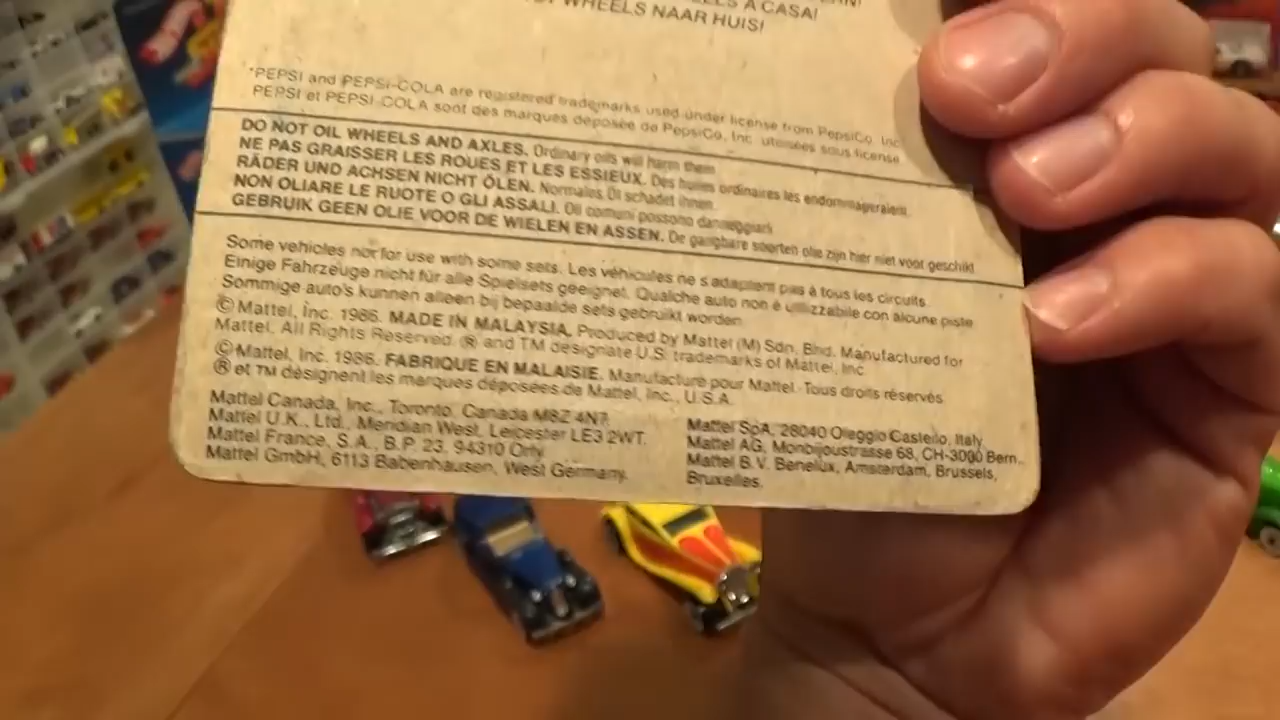 A CASA!
WHEELS NAAR HUIS!
*PEPSI and PEPSI-COLA are registered trademarks used under license from PepsiCo. Inc.
PEPSI et PEPSI-COLA sont des marques déposée de PepsiCo, Inc. utilisées sous license.
DO NOT OIL WHEELS AND AXLES. Ordinary oils will harm them
NE PAS GRAISSER LES ROUES ET LES ESSIEUX. Des huiles ordinaires les endommageraient.
RÄDER UND ACHSEN NICHT ÖLEN. Normales Öl schadet ihnen.
NON OLIARE LE RUOTE O GLI ASSALI. Oli comuni possono danneggiarli
GEBRUIK GEEN OLIE VOOR DE WIELEN EN ASSEN. De gangbare soorten olie zijn hier niet voor geschikt.
Some vehicles not for use with some sets. Les véhicules ne s'adaptent pas à tous les circuits.
Einige Fahrzeuge nicht für alle Spielsets geeignet. Qualche auto non è utilizzabile con alcune piste.
Sommige auto's kunnen alleen bij bepaalde sets gebruikt worden.
© Mattel, Inc. 1986. MADE IN MALAYSIA. Produced by Mattel (M) Sdn. Bhd. Manufactured for
Mattel. All Rights Reserved. ® and TM designate U.S. trademarks of Mattel, Inc.
© Mattel, Inc. 1986. FABRIQUE EN MALAISIE. Manufacture pour Mattel. Tous droits réservés
® et TM désignent les marques déposées de Mattel, Inc., U.S.A.
Mattel Canada, Inc., Toronto, Canada M8Z 4N7.
Mattel U.K., Ltd., Meridian West, Leicester LE3 2WT.
Mattel France, S.A., B.P. 23, 94310 Orly.
Mattel GmbH, 6113 Babenhausen, West Germany.
Mattel SpA, 28040 Oleggio Castello, Italy.
Mattel AG, Monbijoustrasse 68, CH-3000 Bern.
Mattel B.V. Benelux, Amsterdam, Brussels,
Bruxelles.